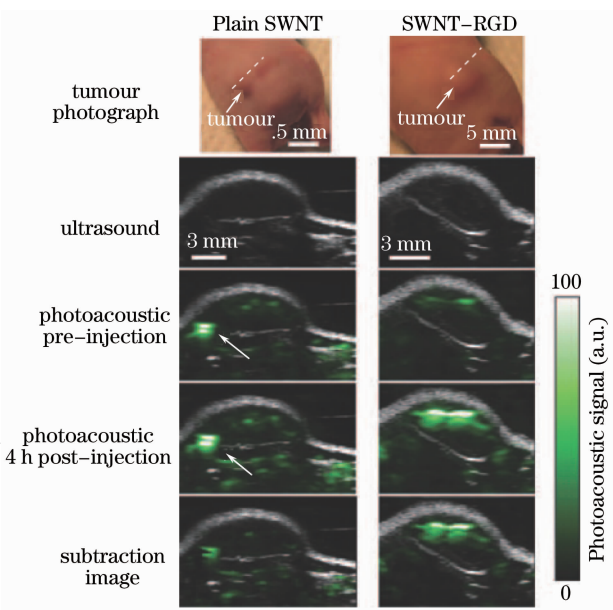 Plain SWNT
SWNT-RGD
tumour
photograph
tumour
.5 mm
tumour
5 mm
ultrasound
3 mm
3 mm
photoacoustic
pre-injection
100
photoacoustic
4 h post-injection
Photoacoustic signal (a.u.)
subtraction
image
0